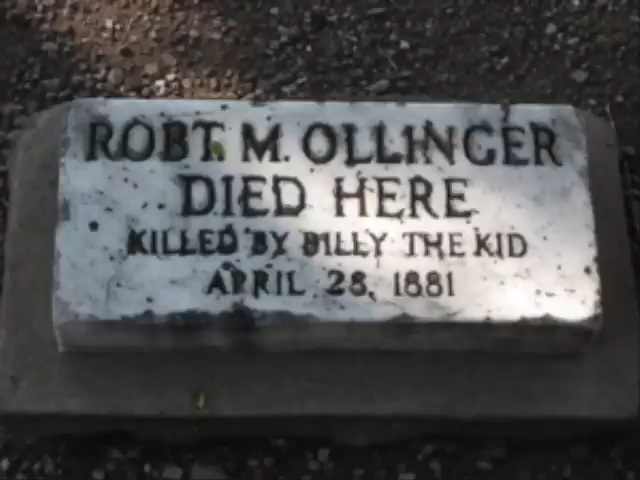 ROBT. M. OLLINGER
DIED HERE
KILLED BY BILLY THE KID
APRIL 28, 1881